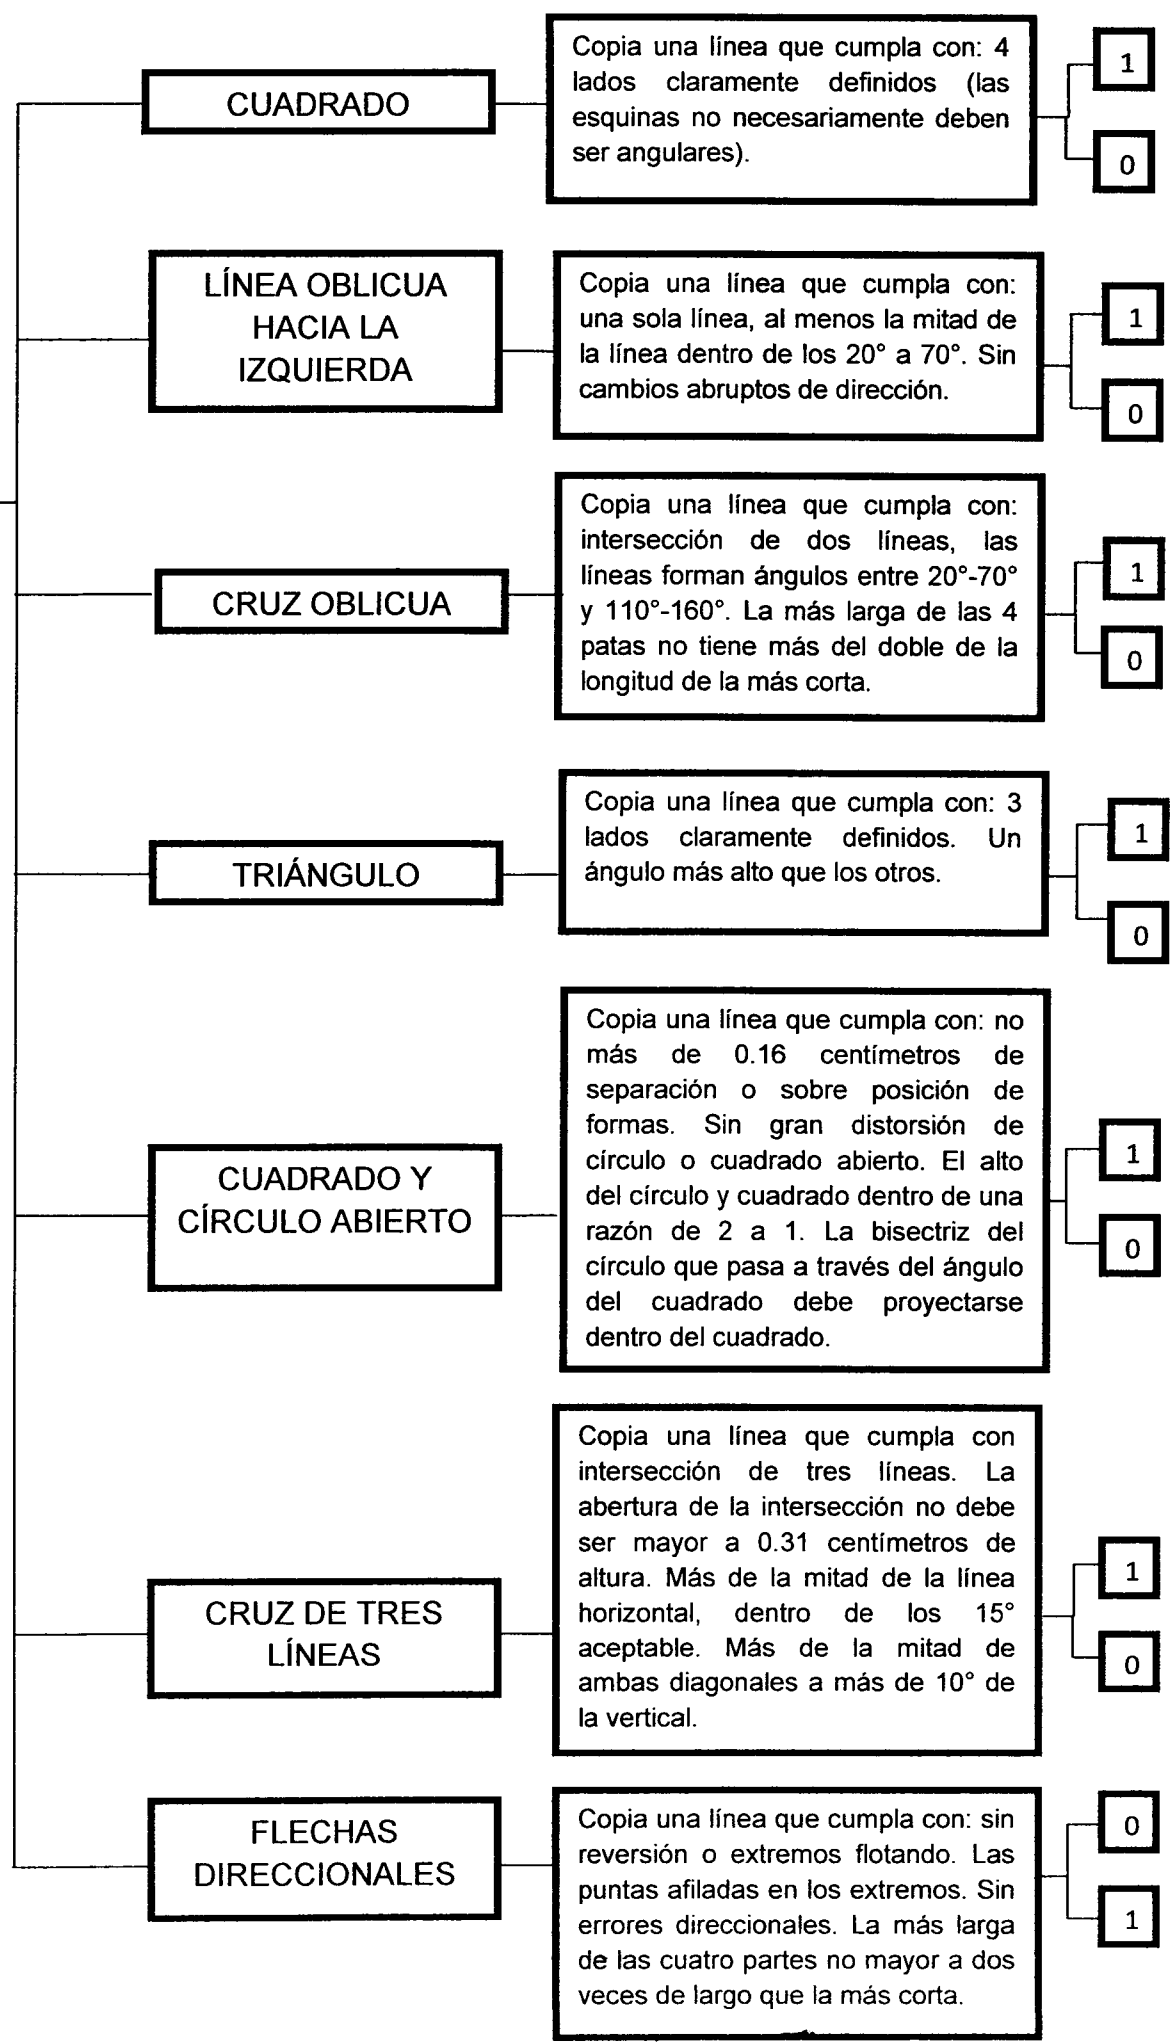 CUADRADO
Copia una línea que cumpla con: 4
lados claramente definidos (las
esquinas no necesariamente deben
ser angulares).
1
0
LÍNEA OBLICUA
HACIA LA
IZQUIERDA
Copia una línea que cumpla con:
una sola línea, al menos la mitad de
la línea dentro de los 20° a 70°. Sin
cambios abruptos de dirección.
1
0
CRUZ OBLICUA
Copia una línea que cumpla con:
intersección de dos líneas, las
líneas forman ángulos entre 20°-70°
y 110°-160°. La más larga de las 4
patas no tiene más del doble de la
longitud de la más corta.
1
0
TRIÁNGULO
Copia una línea que cumpla con: 3
lados claramente definidos. Un
ángulo más alto que los otros.
1
0
CUADRADO Y
CÍRCULO ABIERTO
Copia una línea que cumpla con: no
más de 0.16 centímetros de
separación o sobre posición de
formas. Sin gran distorsión de
círculo o cuadrado abierto. El alto
del círculo y cuadrado dentro de una
razón de 2 a 1. La bisectriz del
círculo que pasa a través del ángulo
del cuadrado debe proyectarse
dentro del cuadrado.
1
0
CRUZ DE TRES
LÍNEAS
Copia una línea que cumpla con
intersección de tres líneas. La
abertura de la intersección no debe
ser mayor a 0.31 centímetros de
altura. Más de la mitad de la línea
horizontal, dentro de los 15°
aceptable. Más de la mitad de
ambas diagonales a más de 10° de
la vertical.
1
0
FLECHAS
DIRECCIONALES
Copia una línea que cumpla con: sin
reversión o extremos flotando. Las
puntas afiladas en los extremos. Sin
errores direccionales. La más larga
de las cuatro partes no mayor a dos
veces de largo que la más corta.
0
1